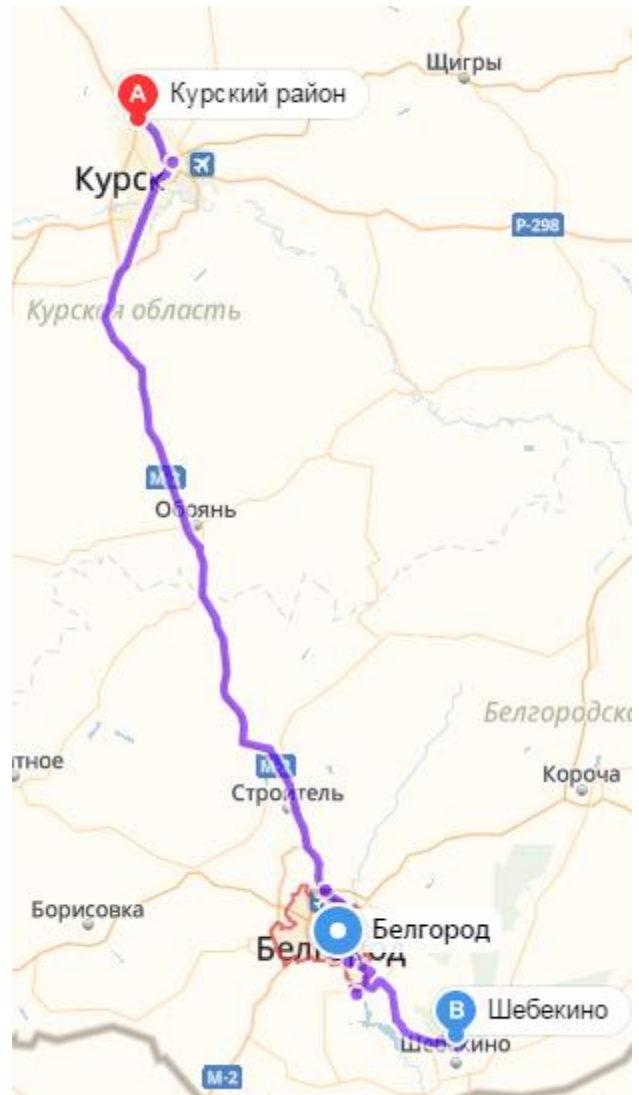 Щигры
A
Курский район
Курск
Р-298
Курская область
М-2
Обоянь
Белгородско
тное
М-2
Короча
Строитель
Борисовка
Белгород
Белгород
B
Шебекино
Шебекино
М-2